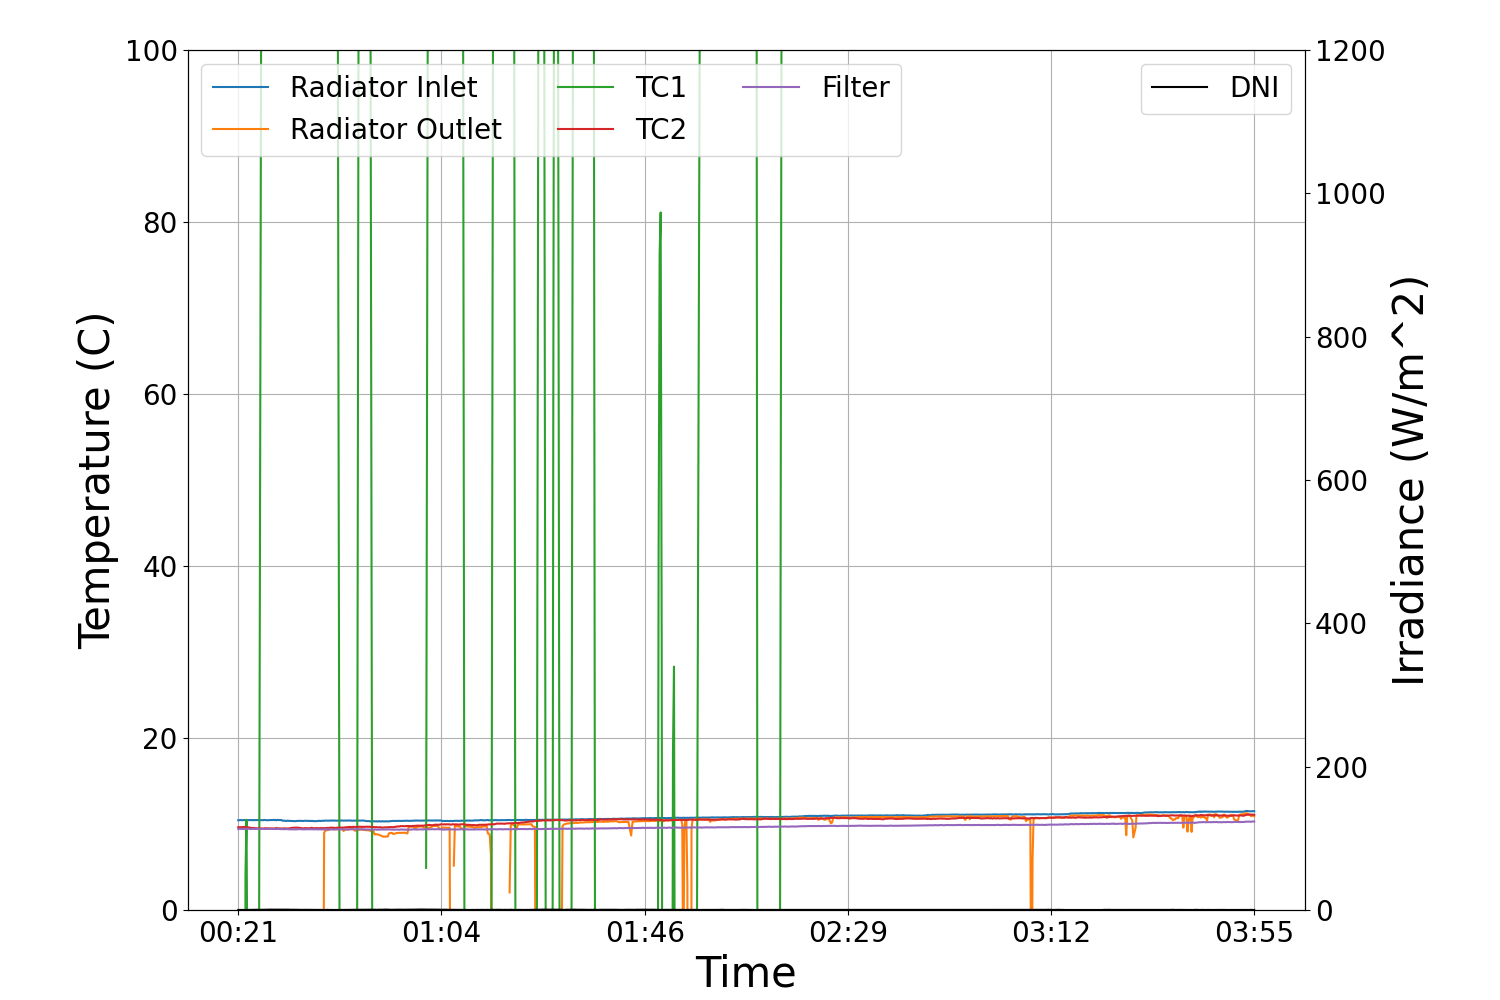 100
80
60
40
20
0
Temperature (C)
Radiator Inlet
Radiator Outlet
TC1
TC2
Filter
DNI
1200
1000
800
600
400
200
0
Irradiance (W/m^2)
00:21 01:04 01:46 02:29 03:12 03:55
Time